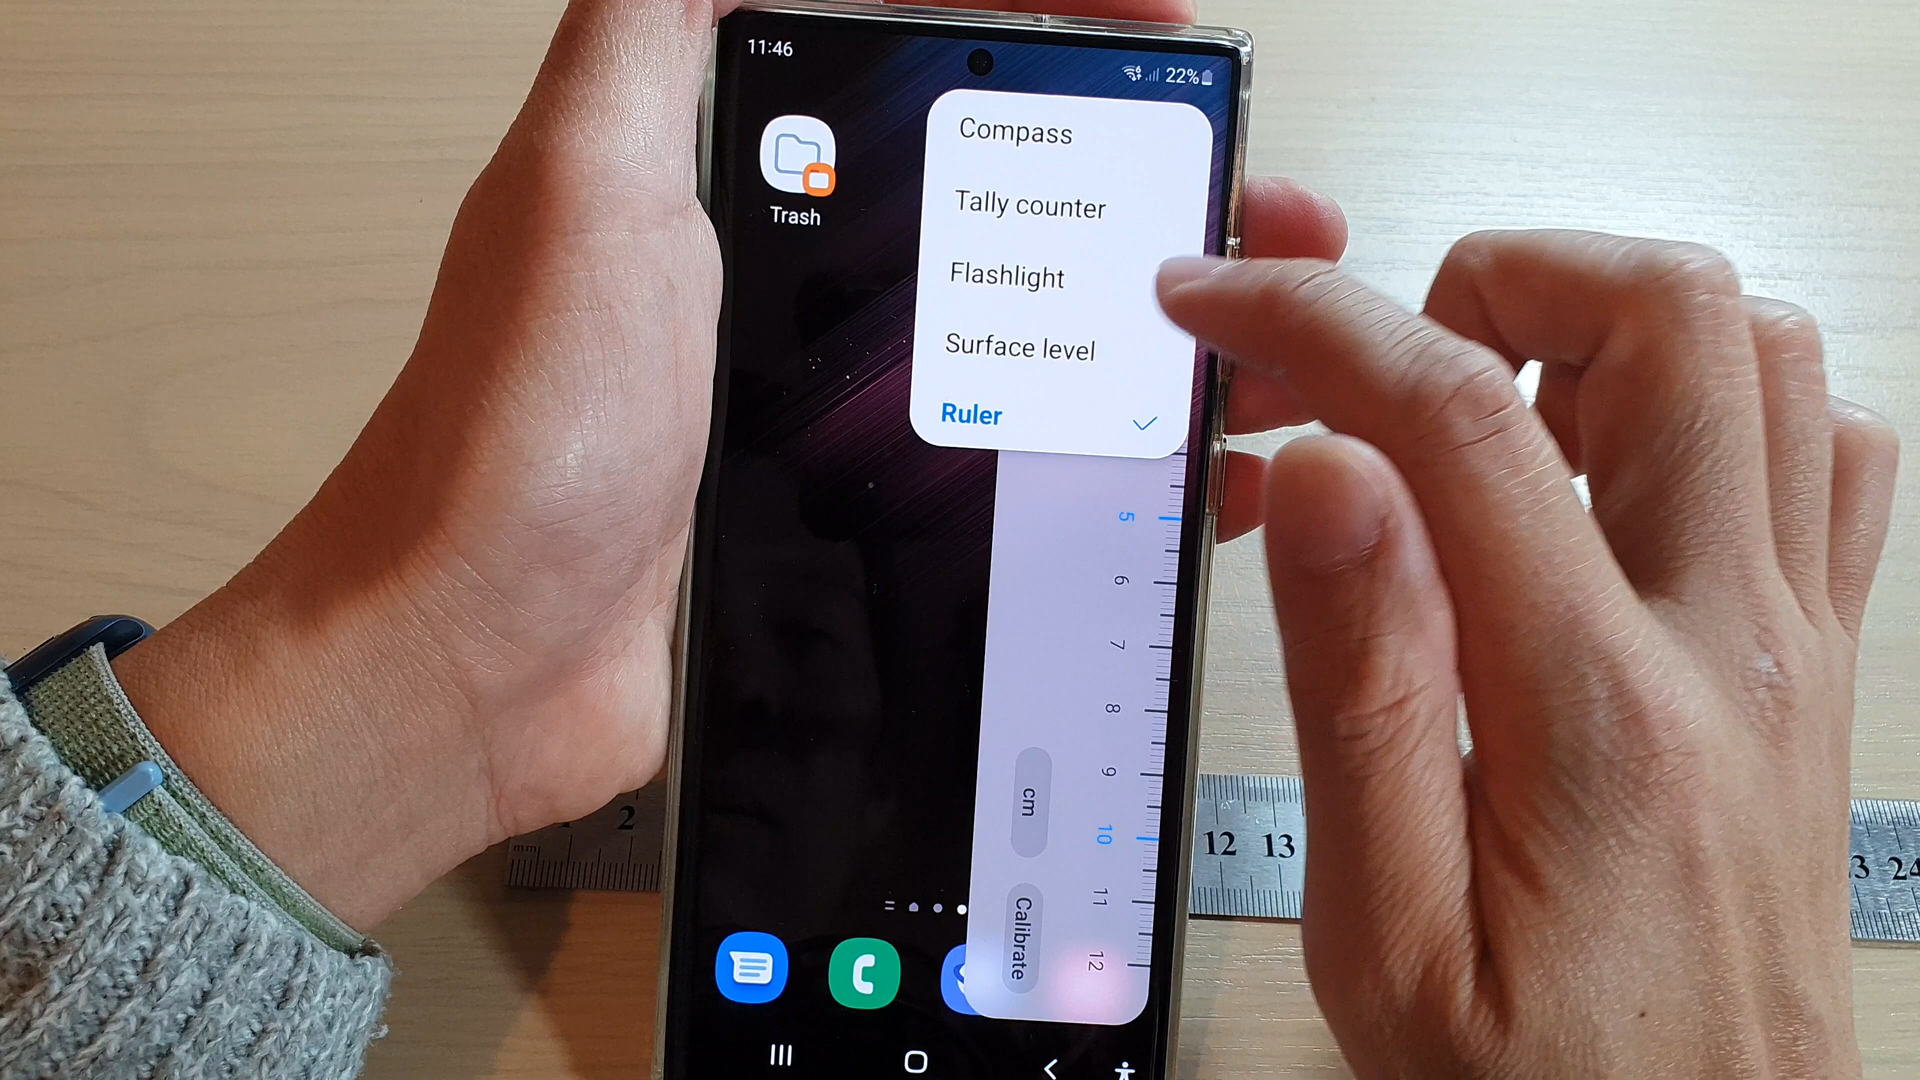 11:46
22%
Trash
Compass
Tally counter
Flashlight
Surface level
Ruler
5
6
7
8
9
10
11
12
cm
Calibrate
mm
2
12 13
24